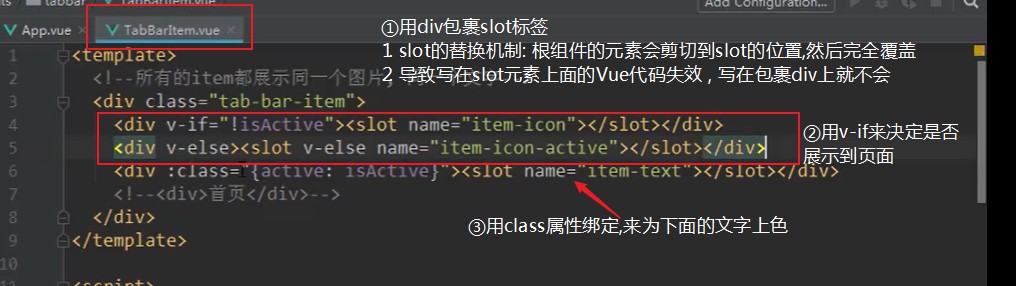 tabbar
Add Configuration...
App.vue
TabBarItem.vue
①用div包裹slot标签
1 slot的替换机制: 根组件的元素会剪切到slot的位置,然后完全覆盖
2 导致写在slot元素上面的Vue代码失效 , 写在包裹div上就不会
1 <template>
2 <!--所有的item都展示同一个图片,
3 <div class="tab-bar-item">
4 <div v-if="!isActive"><slot name="item-icon"></slot></div>
5 <div v-else><slot v-else name="item-icon-active"></slot></div>
②用v-if来决定是否
展示到页面
6 <div :class="{active: isActive}"><slot name="item-text"></slot></div>
7 <!--<div>首页</div>-->
③用class属性绑定,来为下面的文字上色
8 </div>
9 </template>
10
<script>